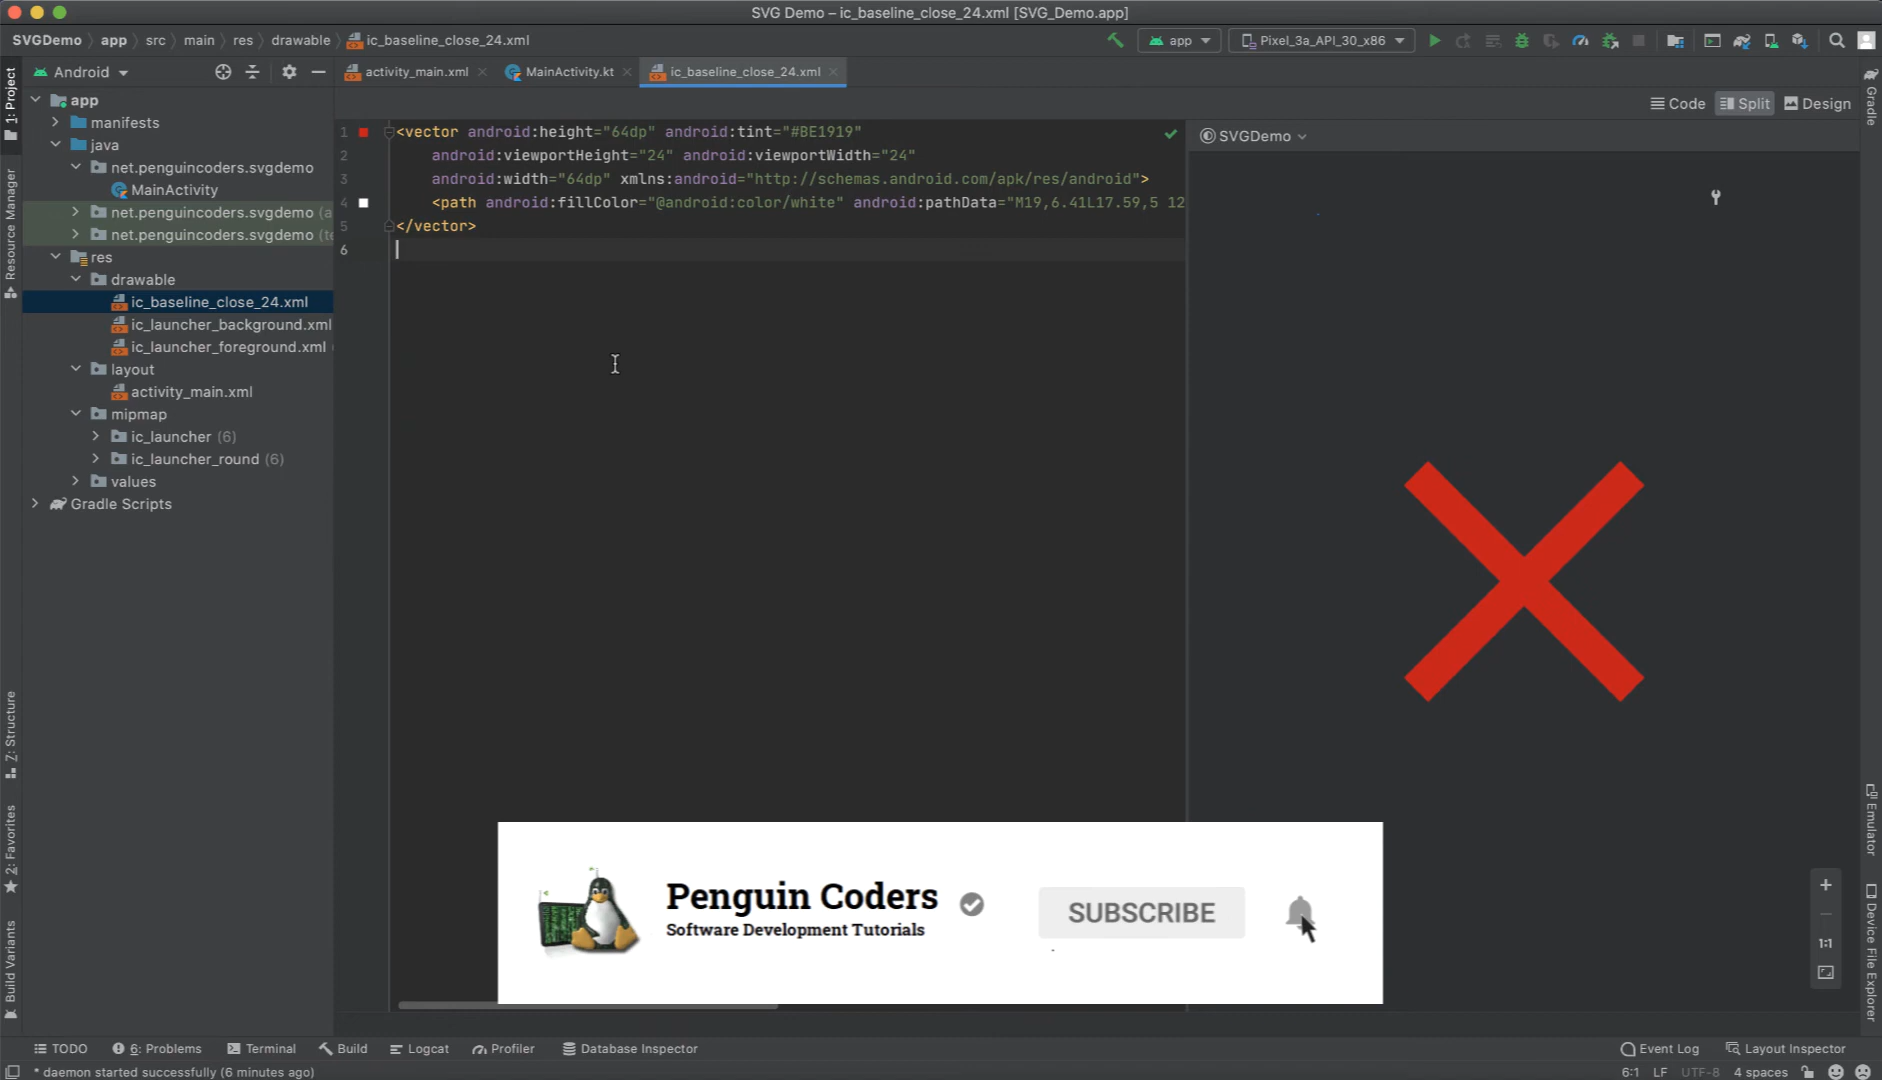 SVG Demo – ic_baseline_close_24.xml [SVG_Demo.app]
SVGDemo app src main res drawable ic_baseline_close_24.xml
app Pixel_3a_API_30_x86
Android
activity_main.xml MainActivity.kt ic_baseline_close_24.xml
Code Split Design
1: Project
Resource Manager
Z: Structure
2: Favorites
Build Variants
app
manifests
java
net.penguincoders.svgdemo
MainActivity
net.penguincoders.svgdemo (a
net.penguincoders.svgdemo (te
res
drawable
ic_baseline_close_24.xml
ic_launcher_background.xml
ic_launcher_foreground.xml
layout
activity_main.xml
mipmap
ic_launcher (6)
ic_launcher_round (6)
values
Gradle Scripts
1 <vector android:height="64dp" android:tint="#BE1919"
2 android:viewportHeight="24" android:viewportWidth="24"
3 android:width="64dp" xmlns:android="http://schemas.android.com/apk/res/android">
4 <path android:fillColor="@android:color/white" android:pathData="M19,6.41L17.59,5 12
5 </vector>
6
SVGDemo
Gradle
Emulator
Device File Explorer
1:1
Penguin Coders
Software Development Tutorials
SUBSCRIBE
TODO 6: Problems Terminal Build Logcat Profiler Database Inspector
Event Log Layout Inspector
* daemon started successfully (6 minutes ago)
6:1 LF UTF-8 4 spaces